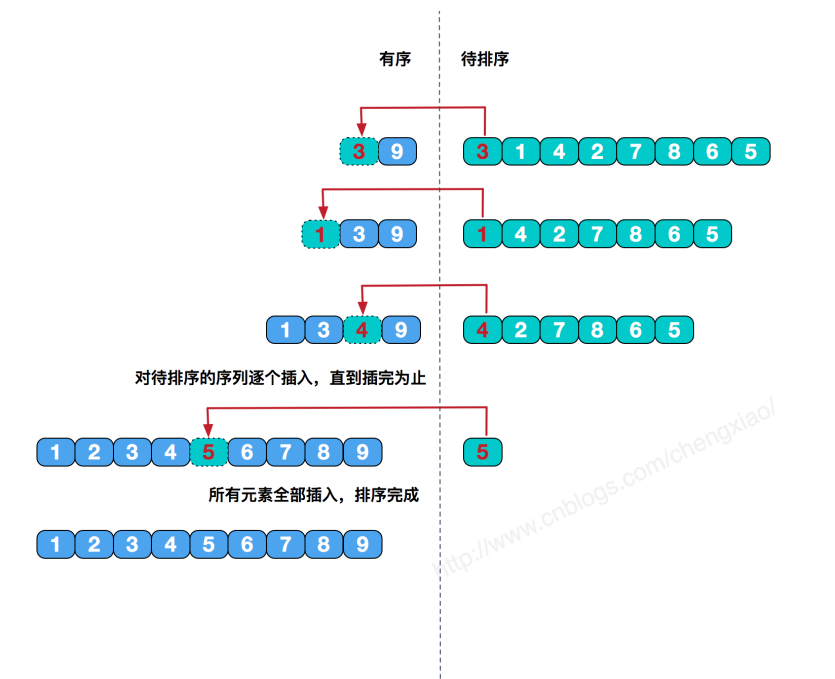 有序 待排序
3 9 3 1 4 2 7 8 6 5
1 3 9 1 4 2 7 8 6 5
1 3 4 9 4 2 7 8 6 5
对待排序的序列逐个插入，直到插完为止
1 2 3 4 5 6 7 8 9 5
所有元素全部插入，排序完成
1 2 3 4 5 6 7 8 9
http://www.cnblogs.com/chengxiao/